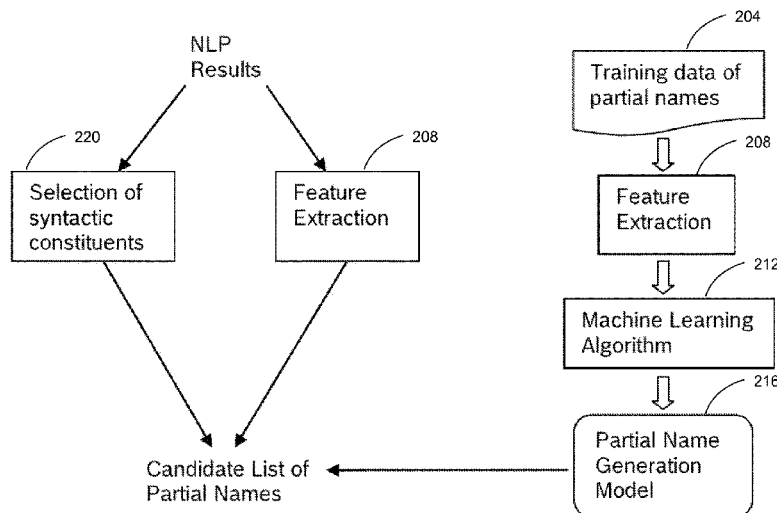 NLP
Results
220
Selection of
syntactic
constituents
208
Feature
Extraction
Candidate List of
Partial Names
204
Training data of
partial names
208
Feature
Extraction
212
Machine Learning
Algorithm
216
Partial Name
Generation
Model